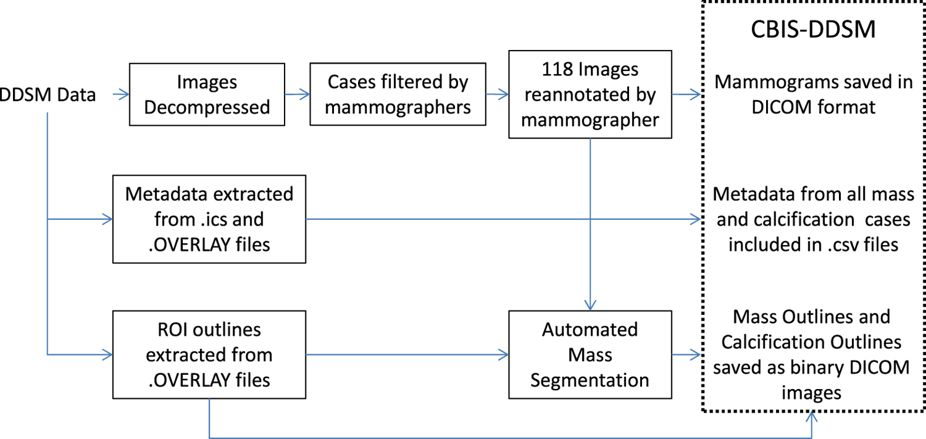 CBIS-DDSM
DDSM Data
Images
Decompressed
Cases filtered by
mammographers
118 Images
reannotated by
mammographer
Mammograms saved in
DICOM format
Metadata extracted
from .ics and
.OVERLAY files
Metadata from all mass
and calcification cases
included in .csv files
ROI outlines
extracted from
.OVERLAY files
Automated
Mass
Segmentation
Mass Outlines and
Calcification Outlines
saved as binary DICOM
images